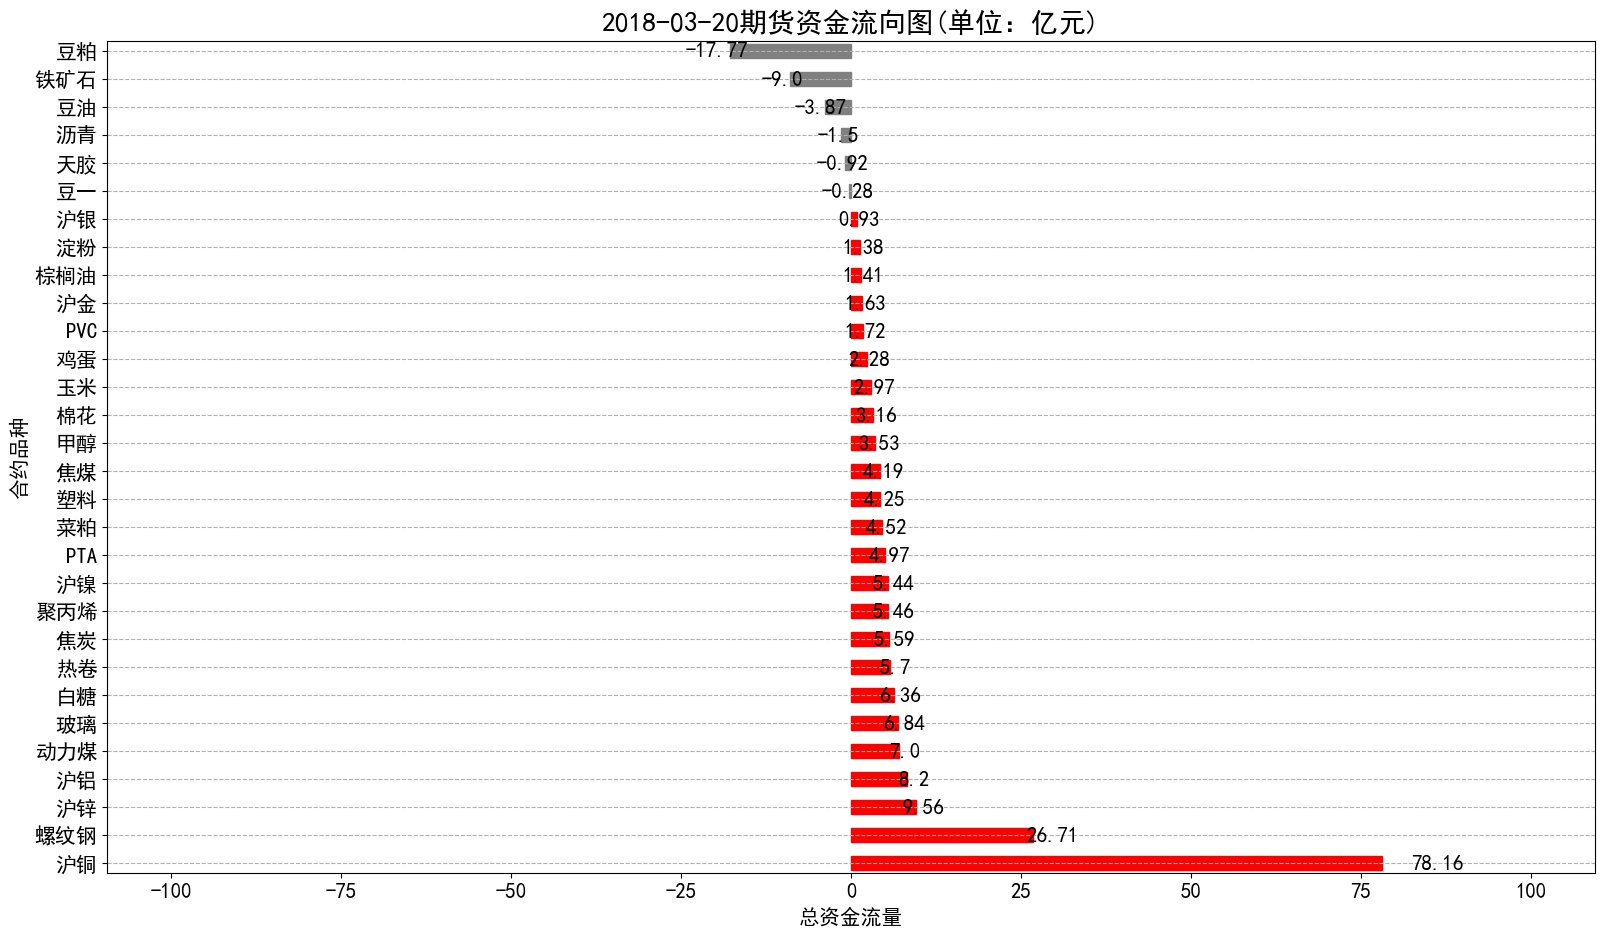 2018-03-20期货资金流向图(单位：亿元)
豆粕 -17.77
铁矿石 -9.0
豆油 -3.87
沥青 -1.5
天胶 -0.92
豆一 -0.28
沪银 0.93
淀粉 1.38
棕榈油 1.41
沪金 1.63
PVC 1.72
鸡蛋 2.28
玉米 2.97
棉花 3.16
甲醇 3.53
焦煤 4.19
塑料 4.25
菜粕 4.52
PTA 4.97
沪镍 5.44
聚丙烯 5.46
焦炭 5.59
热卷 5.7
白糖 6.36
玻璃 6.84
动力煤 7.0
沪铝 8.2
沪锌 9.56
螺纹钢 26.71
沪铜 78.16
合约品种
-100 -75 -50 -25 0 25 50 75 100
总资金流量